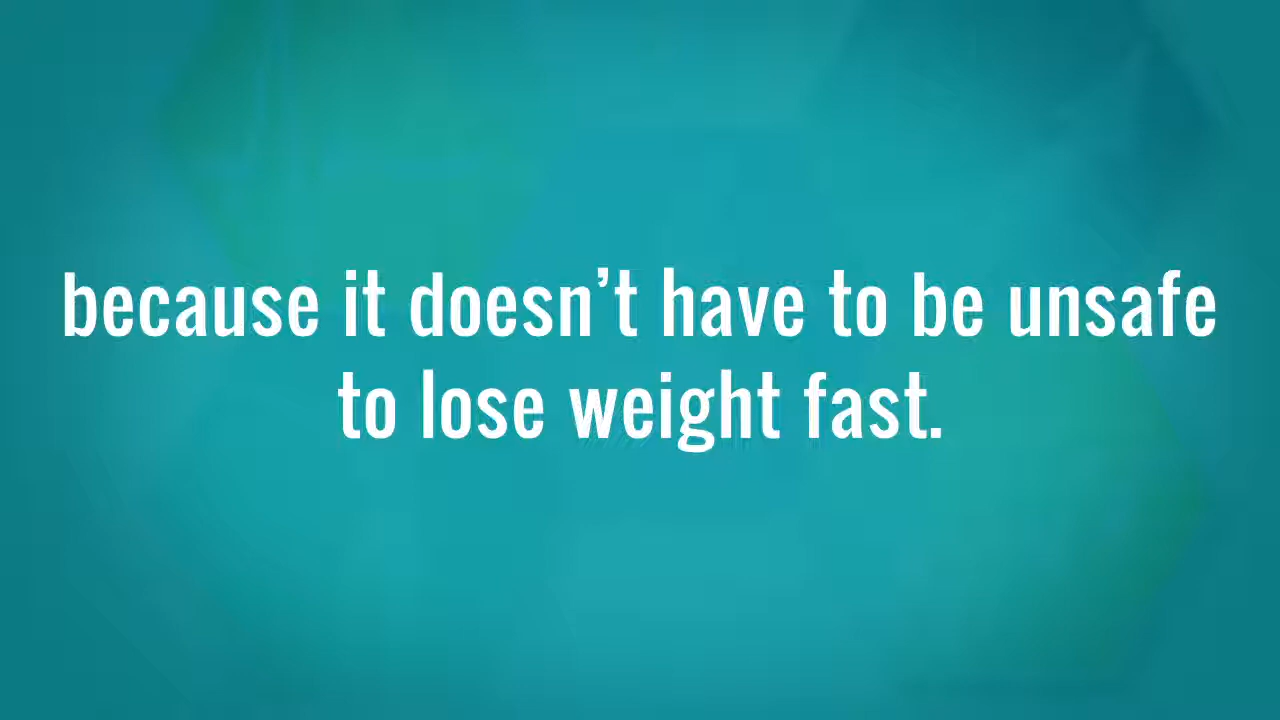 because it doesn’t have to be unsafe
to lose weight fast.